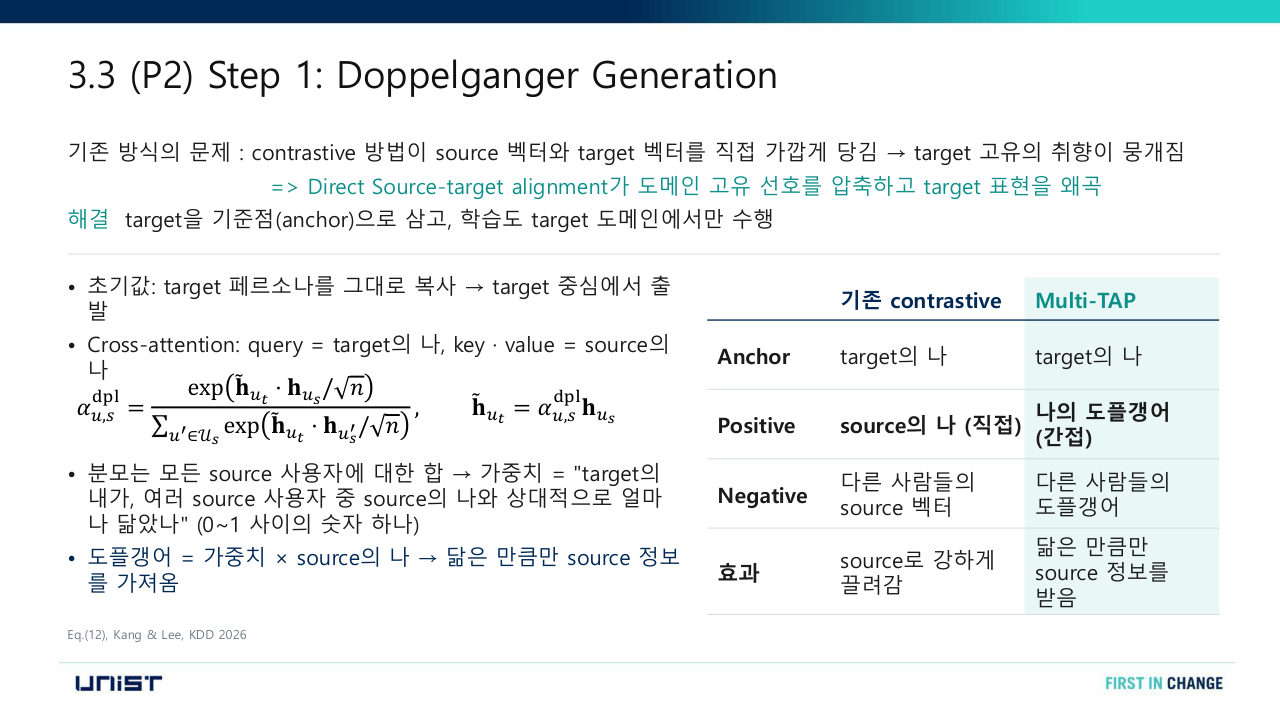 3.3 (P2) Step 1: Doppelganger Generation
기존 방식의 문제 : contrastive 방법이 source 벡터와 target 벡터를 직접 가깝게 당김 → target 고유의 취향이 뭉개짐
=> Direct Source-target alignment가 도메인 고유 선호를 압축하고 target 표현을 왜곡
해결 target을 기준점(anchor)으로 삼고, 학습도 target 도메인에서만 수행
• 초기값: target 페르소나를 그대로 복사 → target 중심에서 출
발
• Cross-attention: query = target의 나, key · value = source의
나
α_{u,s}^{dpl} = exp(h̃_{u_t} · h_{u_s}/√n) / ∑_{u′∈𝒰_s} exp(h̃_{u_t} · h_{u′_s}/√n), h̃_{u_t} = α_{u,s}^{dpl} h_{u_s}
• 분모는 모든 source 사용자에 대한 합 → 가중치 = "target의
내가, 여러 source 사용자 중 source의 나와 상대적으로 얼마
나 닮았나" (0~1 사이의 숫자 하나)
• 도플갱어 = 가중치 × source의 나 → 닮은 만큼만 source 정보
를 가져옴
기존 contrastive Multi-TAP
Anchor target의 나 target의 나
Positive source의 나 (직접) 나의 도플갱어
(간접)
Negative 다른 사람들의 다른 사람들의
source 벡터 도플갱어
효과 source로 강하게 닮은 만큼만
끌려감 source 정보를
받음
Eq.(12), Kang & Lee, KDD 2026
UNIST
FIRST IN CHANGE